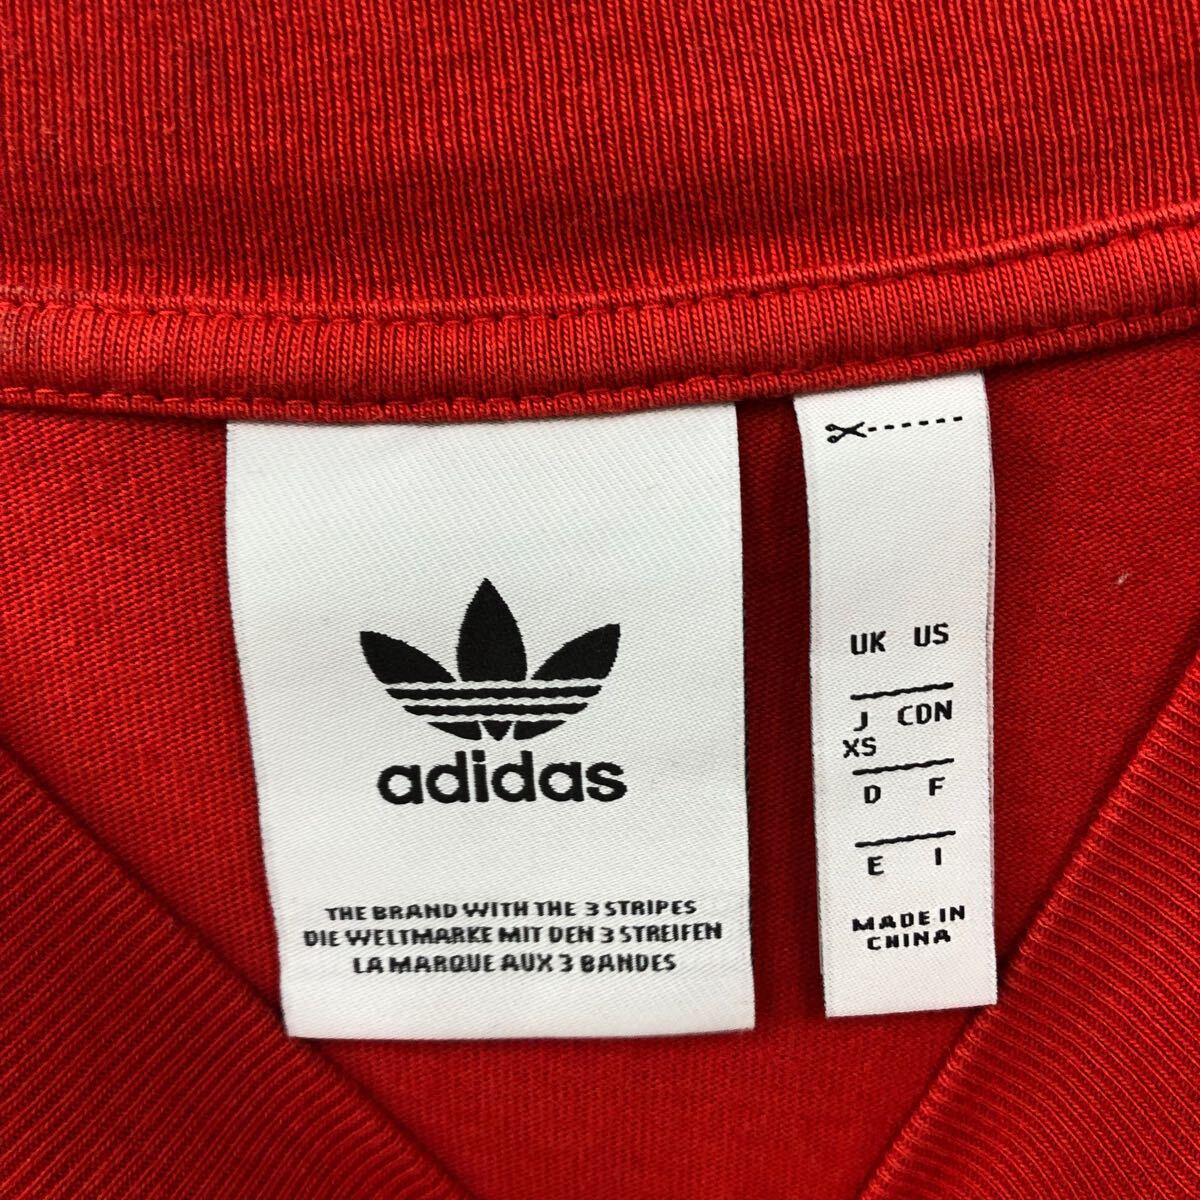 adidas
THE BRAND WITH THE 3 STRIPES
DIE WELTMARKE MIT DEN 3 STREIFEN
LA MARQUE AUX 3 BANDES
UK US
J CDN
XS
D F
E I
MADE IN
CHINA